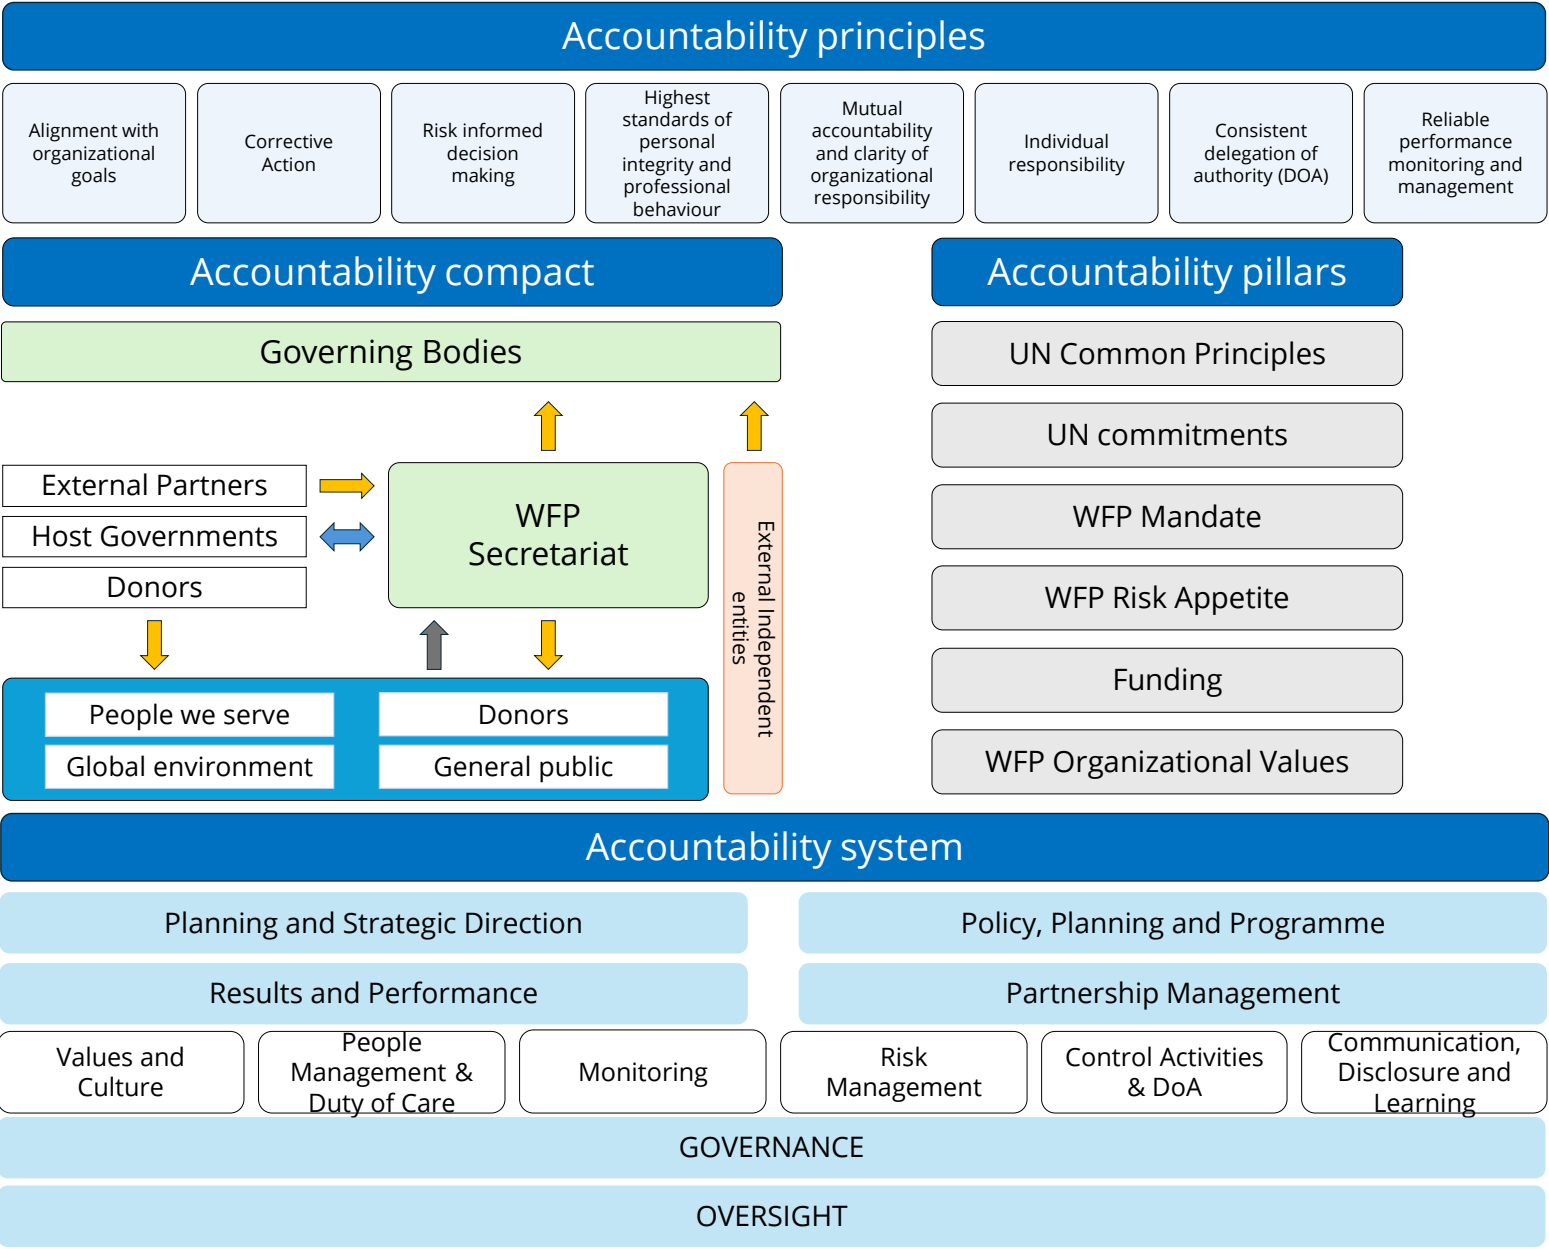 Accountability principles
Alignment with
organizational
goals
Corrective
Action
Risk informed
decision
making
Highest
standards of
personal
integrity and
professional
behaviour
Mutual
accountability
and clarity of
organizational
responsibility
Individual
responsibility
Consistent
delegation of
authority (DOA)
Reliable
performance
monitoring and
management
Accountability compact
Governing Bodies
External Partners
Host Governments
Donors
WFP
Secretariat
External Independent
entities
People we serve
Donors
Global environment
General public
Accountability pillars
UN Common Principles
UN commitments
WFP Mandate
WFP Risk Appetite
Funding
WFP Organizational Values
Accountability system
Planning and Strategic Direction
Policy, Planning and Programme
Results and Performance
Partnership Management
Values and
Culture
People
Management &
Duty of Care
Monitoring
Risk
Management
Control Activities
& DoA
Communication,
Disclosure and
Learning
GOVERNANCE
OVERSIGHT